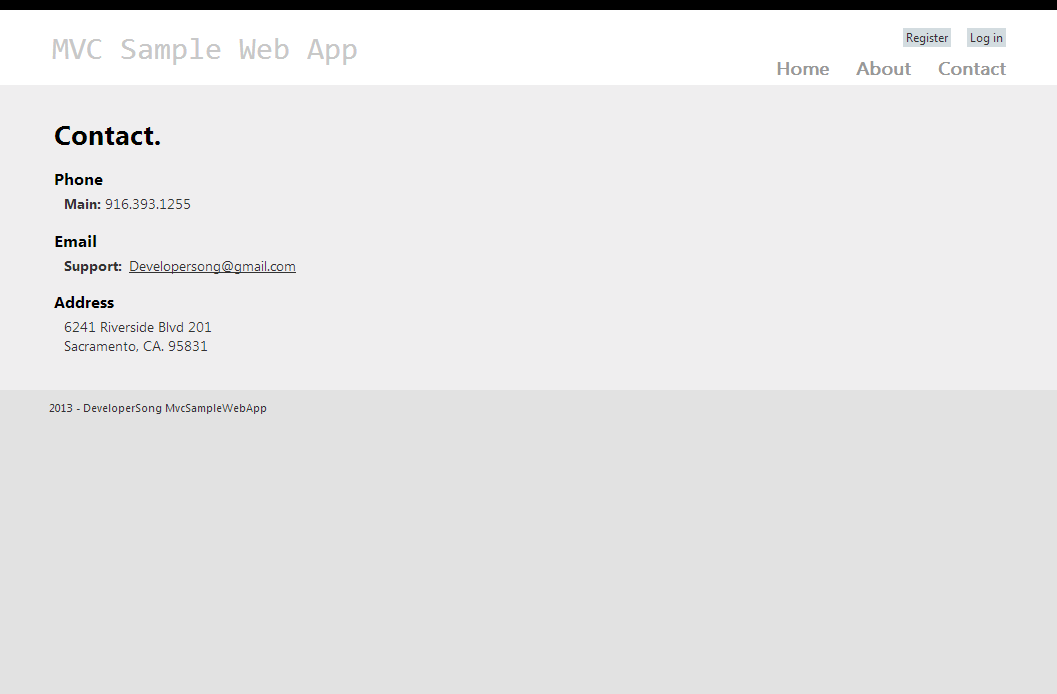 MVC Sample Web App
Register Log in
Home About Contact
Contact.
Phone
Main: 916.393.1255
Email
Support: Developersong@gmail.com
Address
6241 Riverside Blvd 201
Sacramento, CA. 95831
2013 - DeveloperSong MvcSampleWebApp